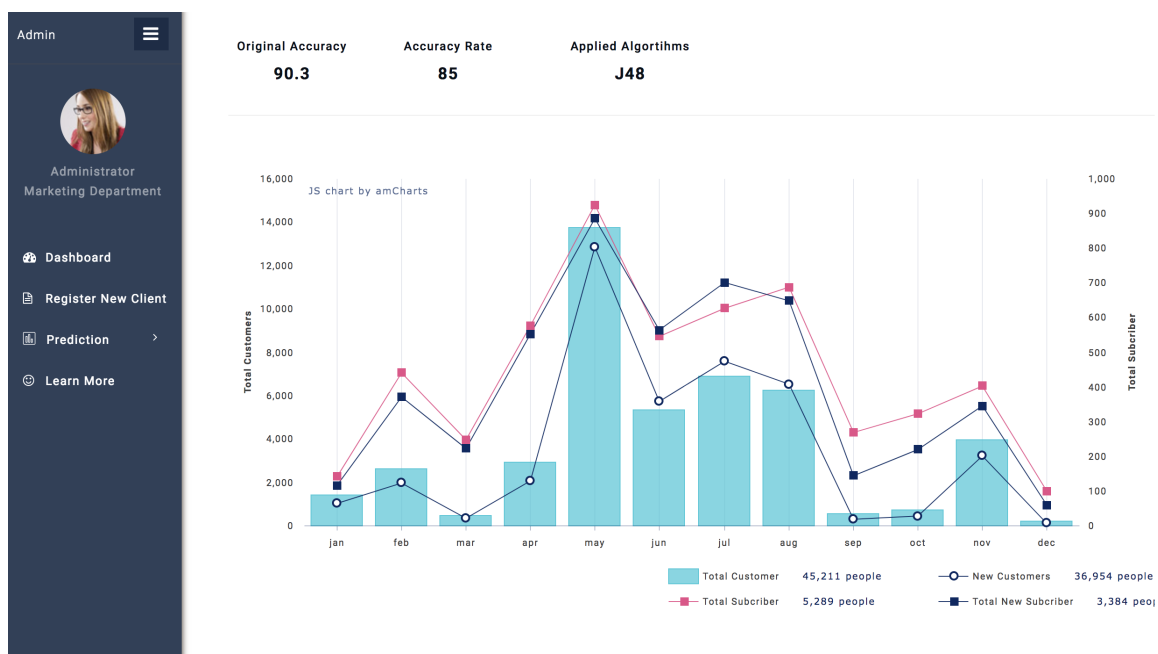 Admin
Administrator
Marketing Department
Dashboard
Register New Client
Prediction
Learn More
Original Accuracy
90.3
Accuracy Rate
85
Applied Algortihms
J48
JS chart by amCharts
Total Customers
16,000
14,000
12,000
10,000
8,000
6,000
4,000
2,000
0
1,000
900
800
700
600
500
400
300
200
100
0
Total Subcriber
jan feb mar apr may jun jul aug sep oct nov dec
Total Customer 45,211 people New Customers 36,954 people
Total Subcriber 5,289 people Total New Subcriber 3,384 peo